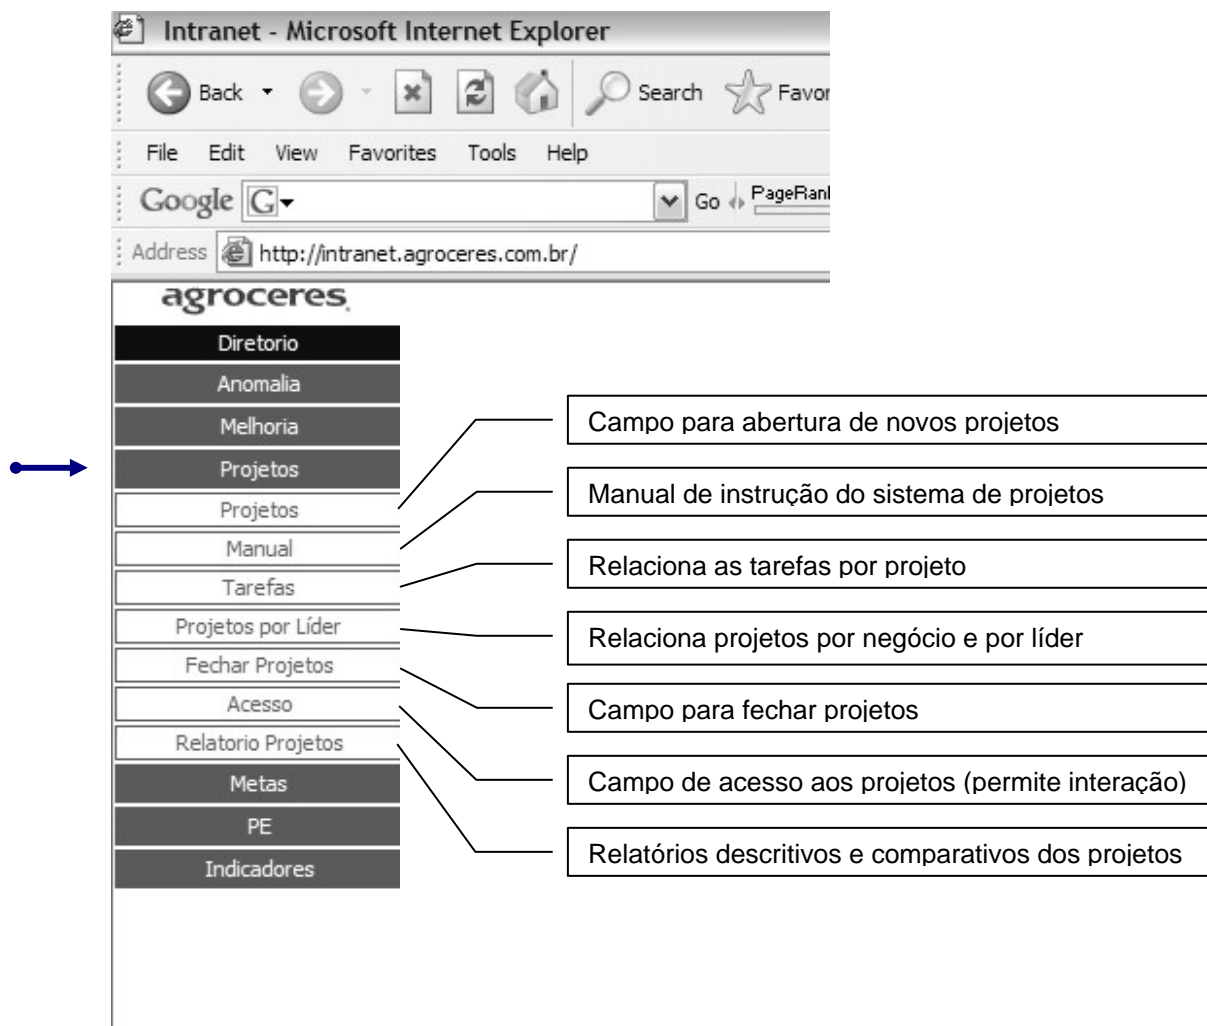 Intranet - Microsoft Internet Explorer
Back Search Favor
File Edit View Favorites Tools Help
Google G Go PageRank
Address http://intranet.agroceres.com.br/
agroceres
Diretorio
Anomalia
Melhoria
Projetos
Projetos
Manual
Tarefas
Projetos por Líder
Fechar Projetos
Acesso
Relatorio Projetos
Metas
PE
Indicadores
Campo para abertura de novos projetos
Manual de instrução do sistema de projetos
Relaciona as tarefas por projeto
Relaciona projetos por negócio e por líder
Campo para fechar projetos
Campo de acesso aos projetos (permite interação)
Relatórios descritivos e comparativos dos projetos